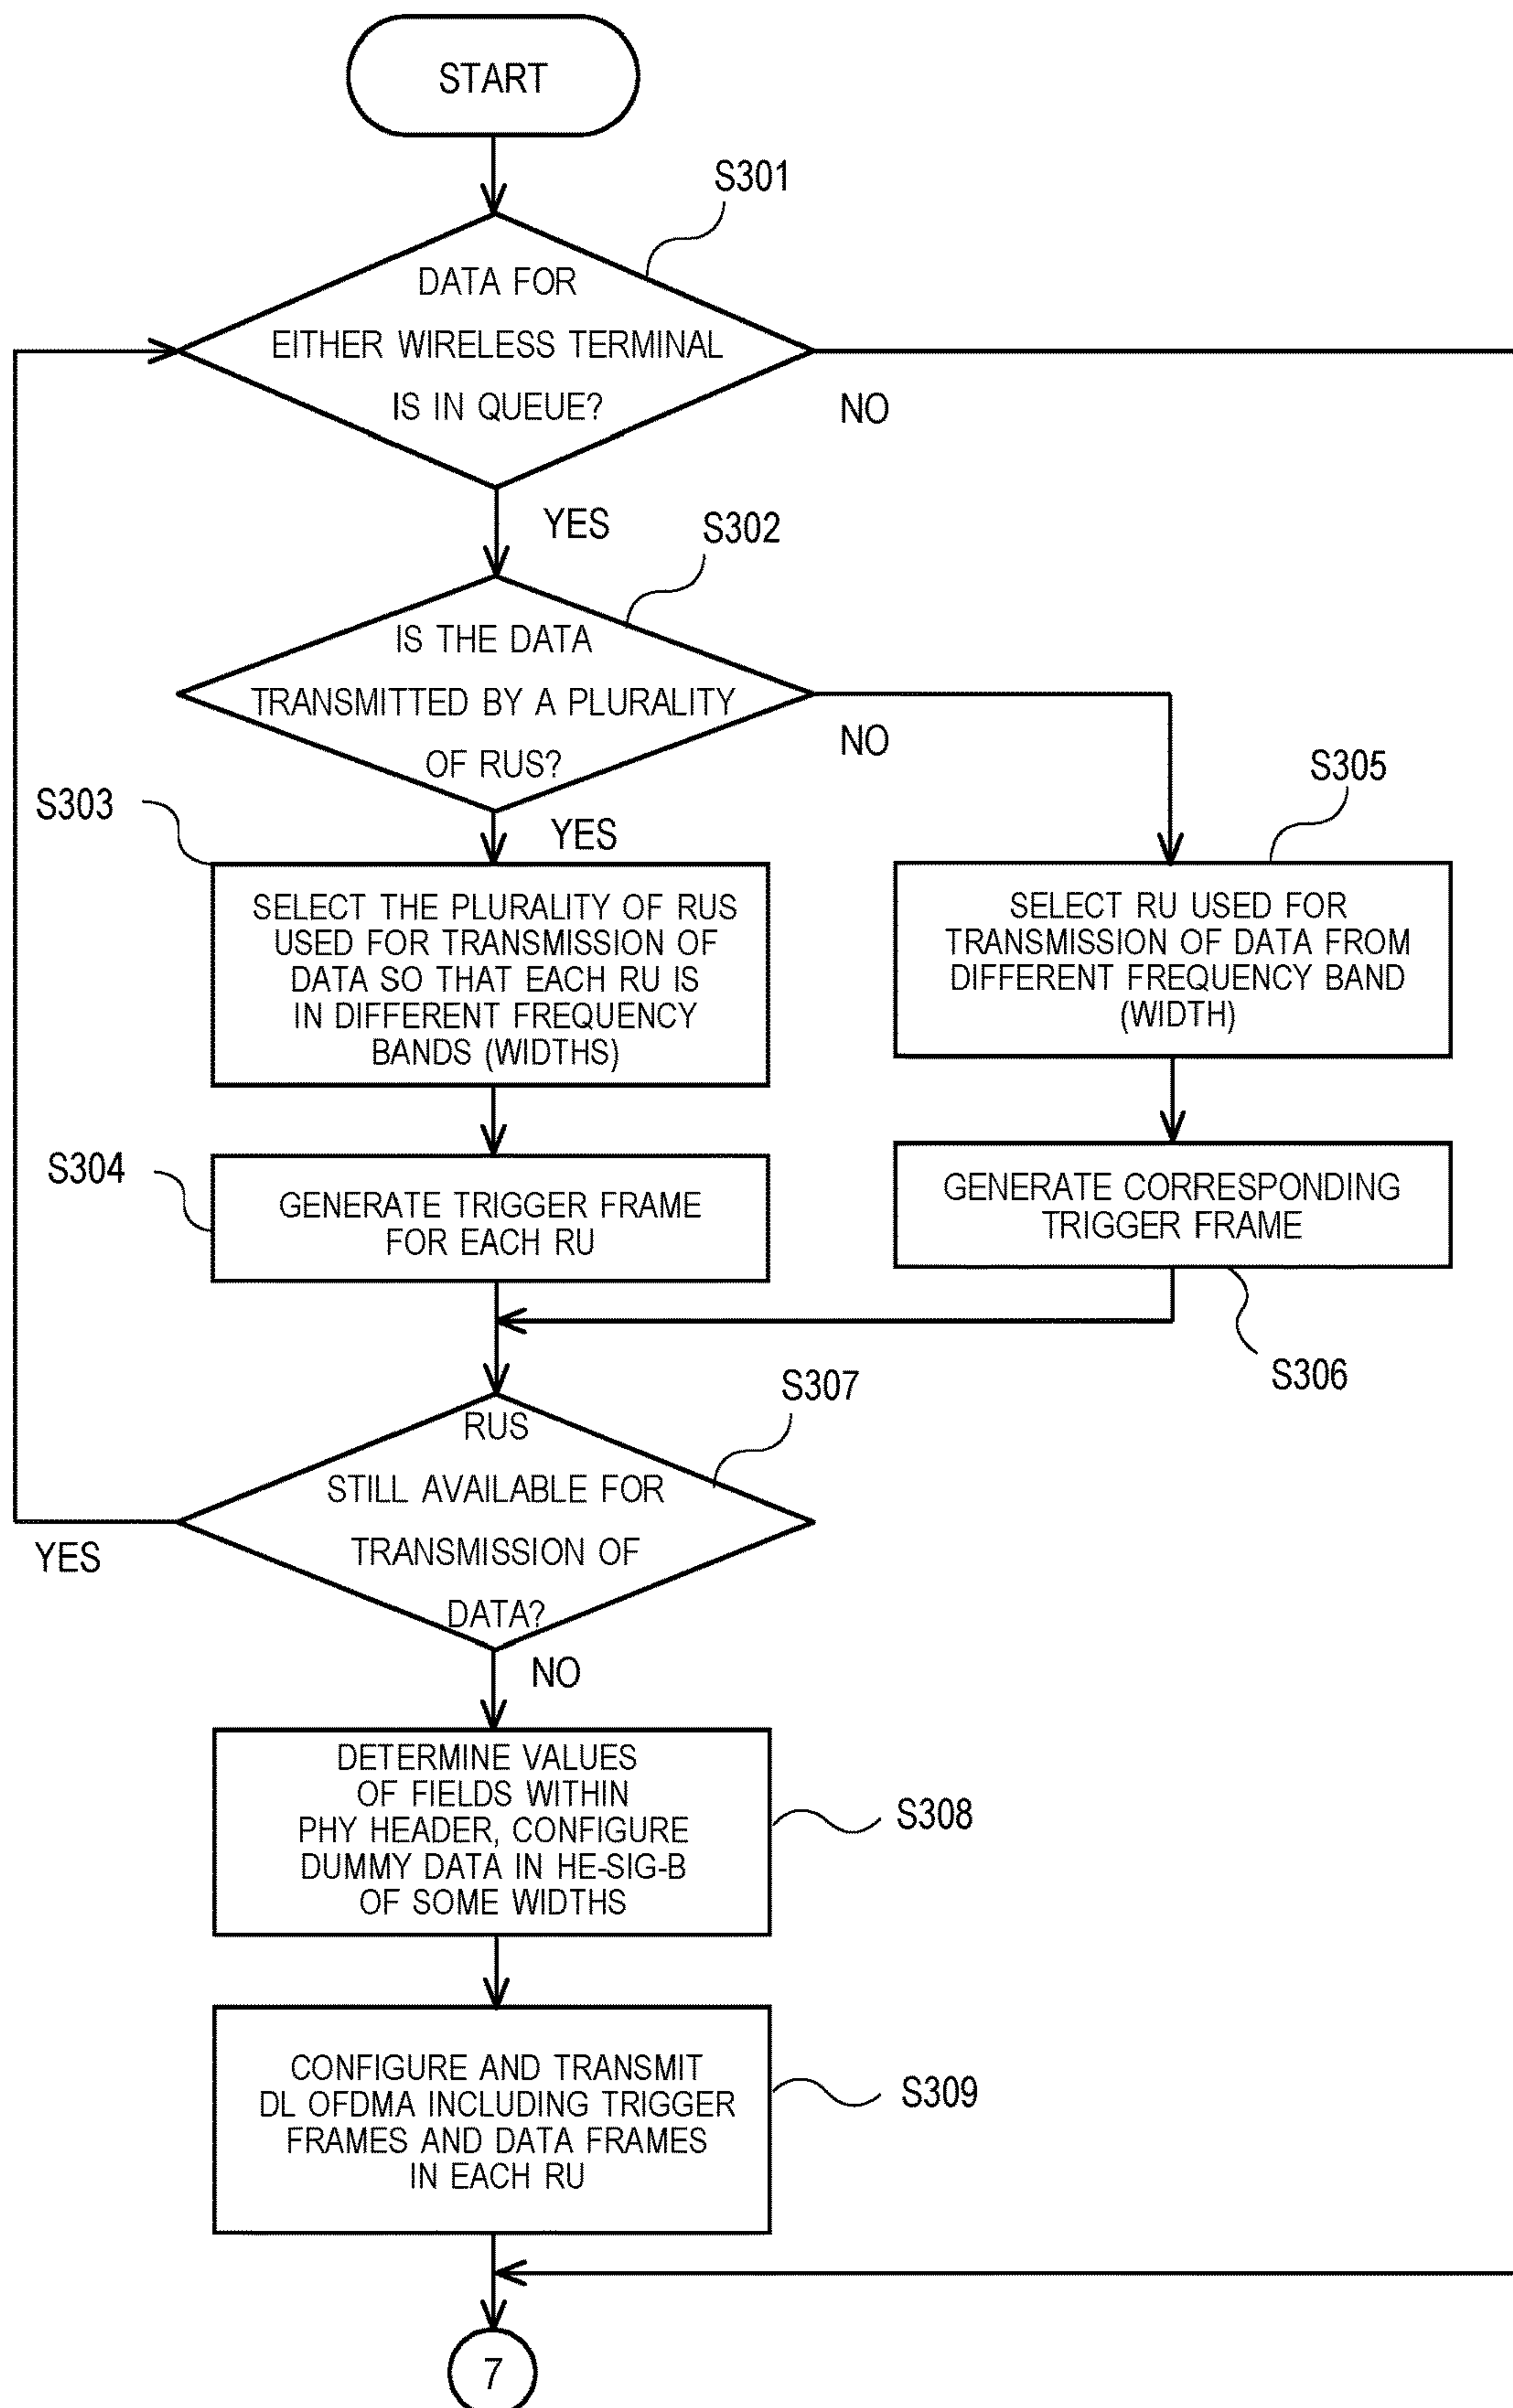 START
S301
DATA FOR
EITHER WIRELESS TERMINAL
IS IN QUEUE?
NO
YES
S302
IS THE DATA
TRANSMITTED BY A PLURALITY
OF RUS?
NO
YES
S303
SELECT THE PLURALITY OF RUS
USED FOR TRANSMISSION OF
DATA SO THAT EACH RU IS
IN DIFFERENT FREQUENCY
BANDS (WIDTHS)
S305
SELECT RU USED FOR
TRANSMISSION OF DATA FROM
DIFFERENT FREQUENCY BAND
(WIDTH)
S304
GENERATE TRIGGER FRAME
FOR EACH RU
GENERATE CORRESPONDING
TRIGGER FRAME
S306
S307
RUS
STILL AVAILABLE FOR
TRANSMISSION OF
DATA?
YES
NO
DETERMINE VALUES
OF FIELDS WITHIN
PHY HEADER, CONFIGURE
DUMMY DATA IN HE-SIG-B
OF SOME WIDTHS
S308
CONFIGURE AND TRANSMIT
DL OFDMA INCLUDING TRIGGER
FRAMES AND DATA FRAMES
IN EACH RU
S309
7